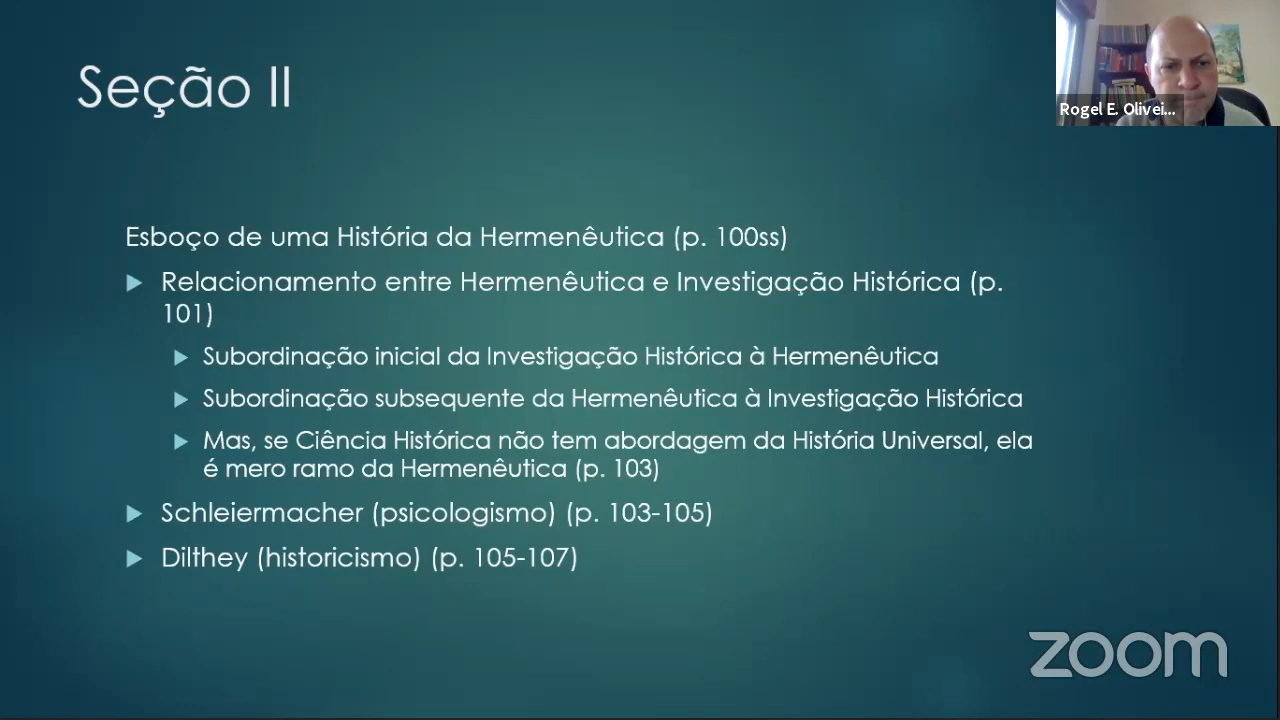 Seção II
Rogel E. Olivei...
Esboço de uma História da Hermenêutica (p. 100ss)
Relacionamento entre Hermenêutica e Investigação Histórica (p.
101)
Subordinação inicial da Investigação Histórica à Hermenêutica
Subordinação subsequente da Hermenêutica à Investigação Histórica
Mas, se Ciência Histórica não tem abordagem da História Universal, ela
é mero ramo da Hermenêutica (p. 103)
Schleiermacher (psicologismo) (p. 103-105)
Dilthey (historicismo) (p. 105-107)
zoom